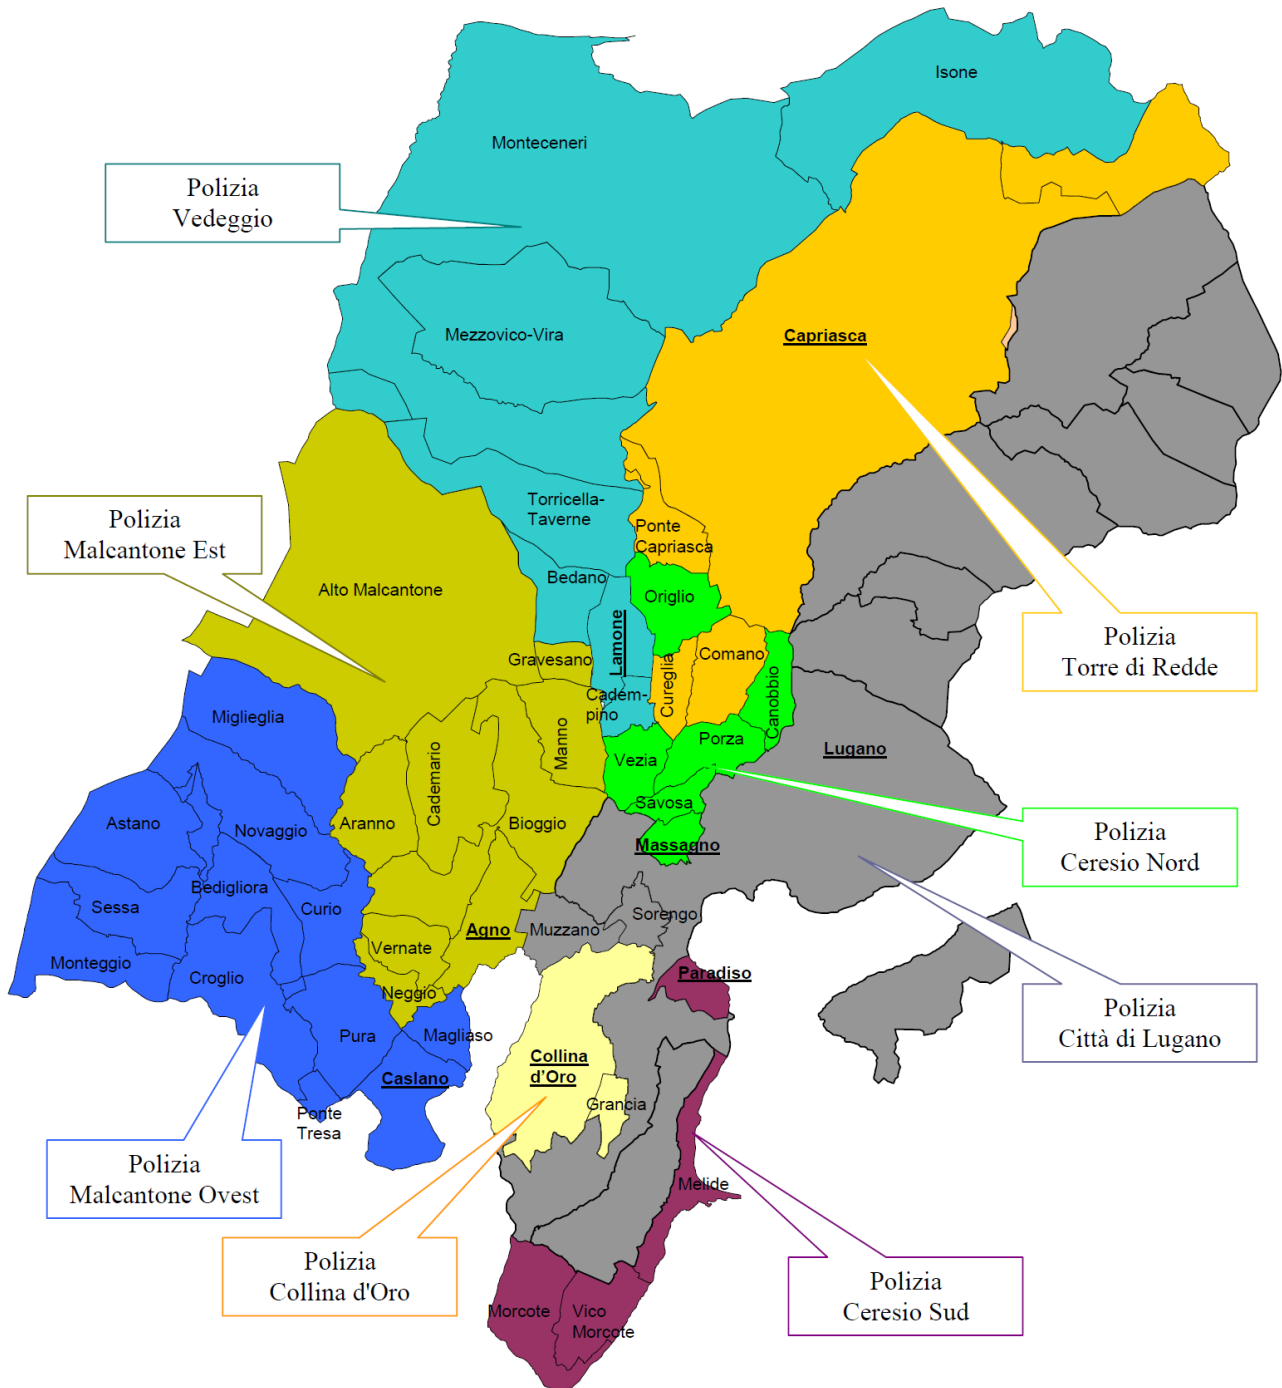 Isone
Monteceneri
Polizia
Vedeggio
Mezzovico-Vira
Capriasca
Torricella-
Taverne
Ponte
Capriasca
Polizia
Malcantone Est
Bedano
Alto Malcantone
Origlio
Lamone
Polizia
Torre di Redde
Gravesano
Comano
Cureglia
Canobbio
Cadem-
pino
Miglieglia
Manno
Vezia
Porza
Lugano
Cademario
Savosa
Astano
Novaggio
Aranno
Bioggio
Massagno
Polizia
Ceresio Nord
Bedigliora
Sessa
Curio
Sorengo
Muzzano
Agno
Vernate
Monteggio
Croglio
Paradiso
Neggio
Polizia
Città di Lugano
Pura
Magliaso
Collina
d'Oro
Caslano
Grancia
Ponte
Tresa
Polizia
Malcantone Ovest
Melide
Polizia
Collina d'Oro
Polizia
Ceresio Sud
Morcote
Vico
Morcote